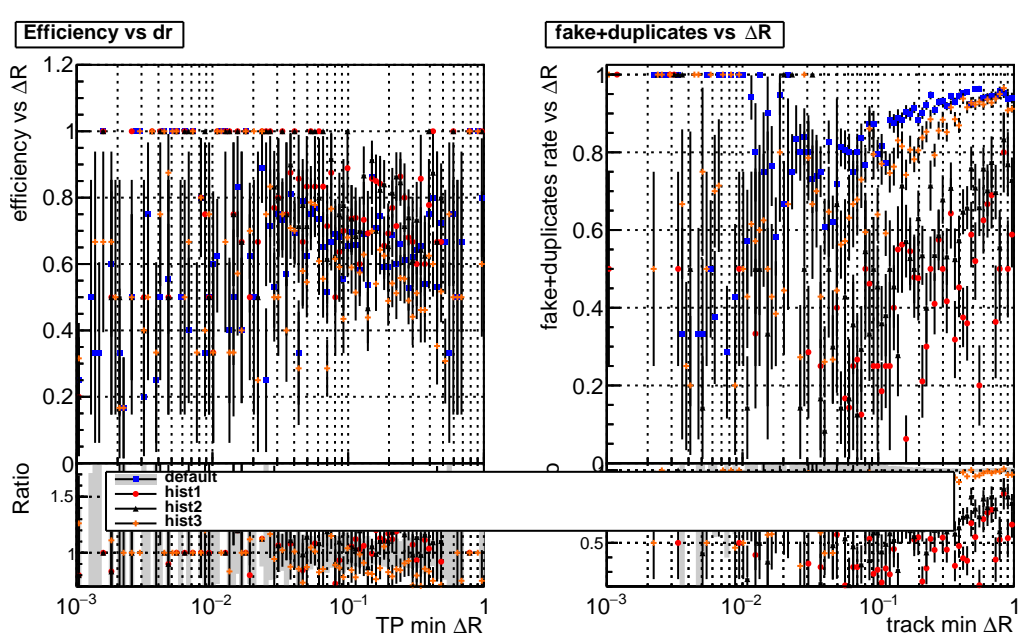 Efficiency vs dr
efficiency vs ΔR
1.2
1
0.8
0.6
0.4
0.2
0
Ratio
1.5
1
10⁻³
10⁻²
10⁻¹
1
TP min ΔR
fake+duplicates vs ΔR
fake+duplicates rate vs ΔR
1
0.8
0.6
0.4
0.2
0
0.5
10⁻³
10⁻²
10⁻¹
1
track min ΔR
default
hist1
hist2
hist3